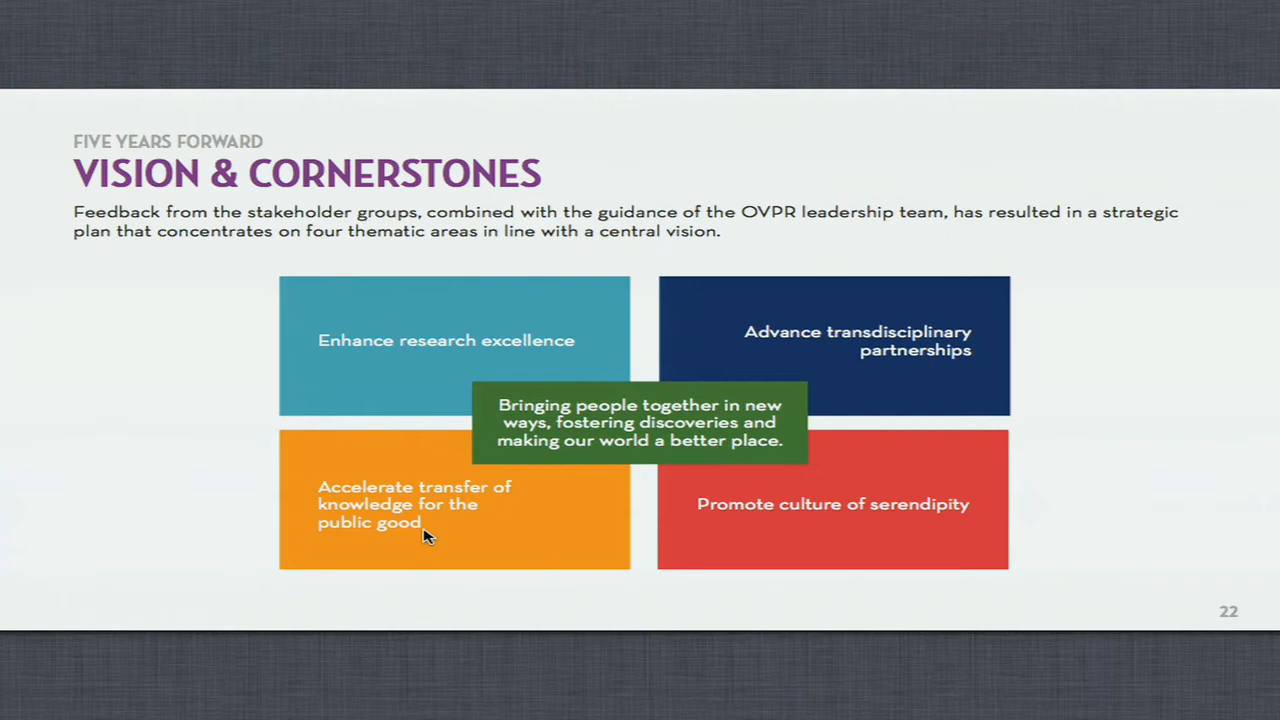 FIVE YEARS FORWARD
VISION & CORNERSTONES
Feedback from the stakeholder groups, combined with the guidance of the OVPR leadership team, has resulted in a strategic
plan that concentrates on four thematic areas in line with a central vision.
Enhance research excellence
Advance transdisciplinary
partnerships
Bringing people together in new
ways, fostering discoveries and
making our world a better place.
Accelerate transfer of
knowledge for the
public good
Promote culture of serendipity
22